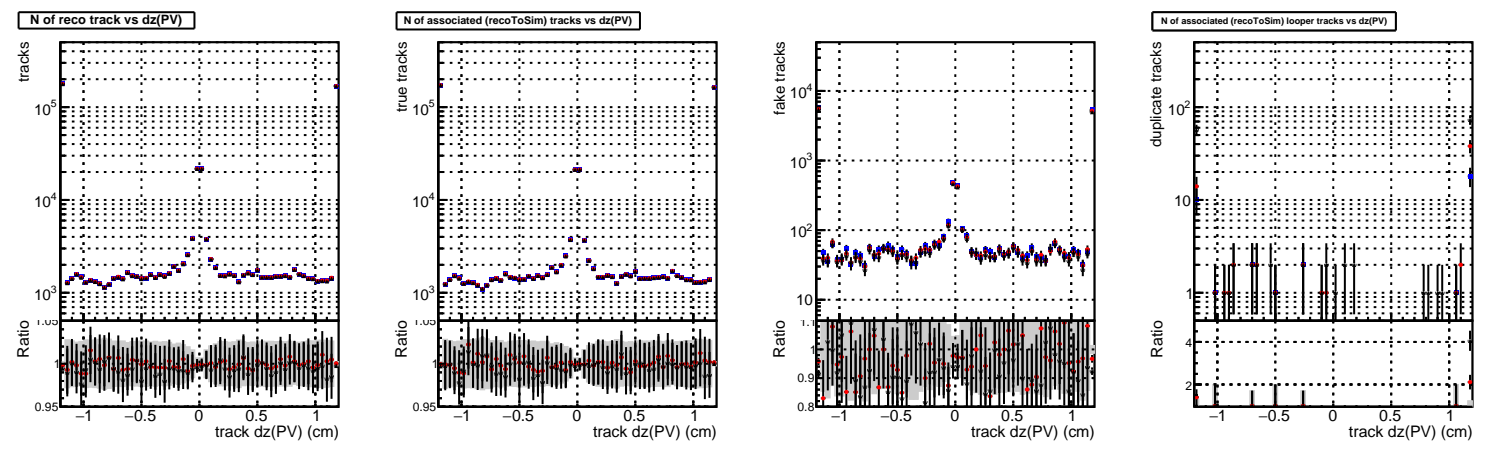 N of reco track vs dz(PV)
tracks
10^5
10^4
10^3
Ratio
1.05
1
0.95
−1 −0.5 0 0.5 1
track dz(PV) (cm)
N of associated (recoToSim) tracks vs dz(PV)
true tracks
10^5
10^4
10^3
Ratio
1.05
1
0.95
−1 −0.5 0 0.5 1
track dz(PV) (cm)
fake tracks
10^4
10^3
10^2
10
Ratio
1.1
1
0.9
0.8
−1 −0.5 0 0.5 1
track dz(PV) (cm)
N of associated (recoToSim) looper tracks vs dz(PV)
duplicate tracks
10^2
10
1
Ratio
4
2
−1 −0.5 0 0.5 1
track dz(PV) (cm)